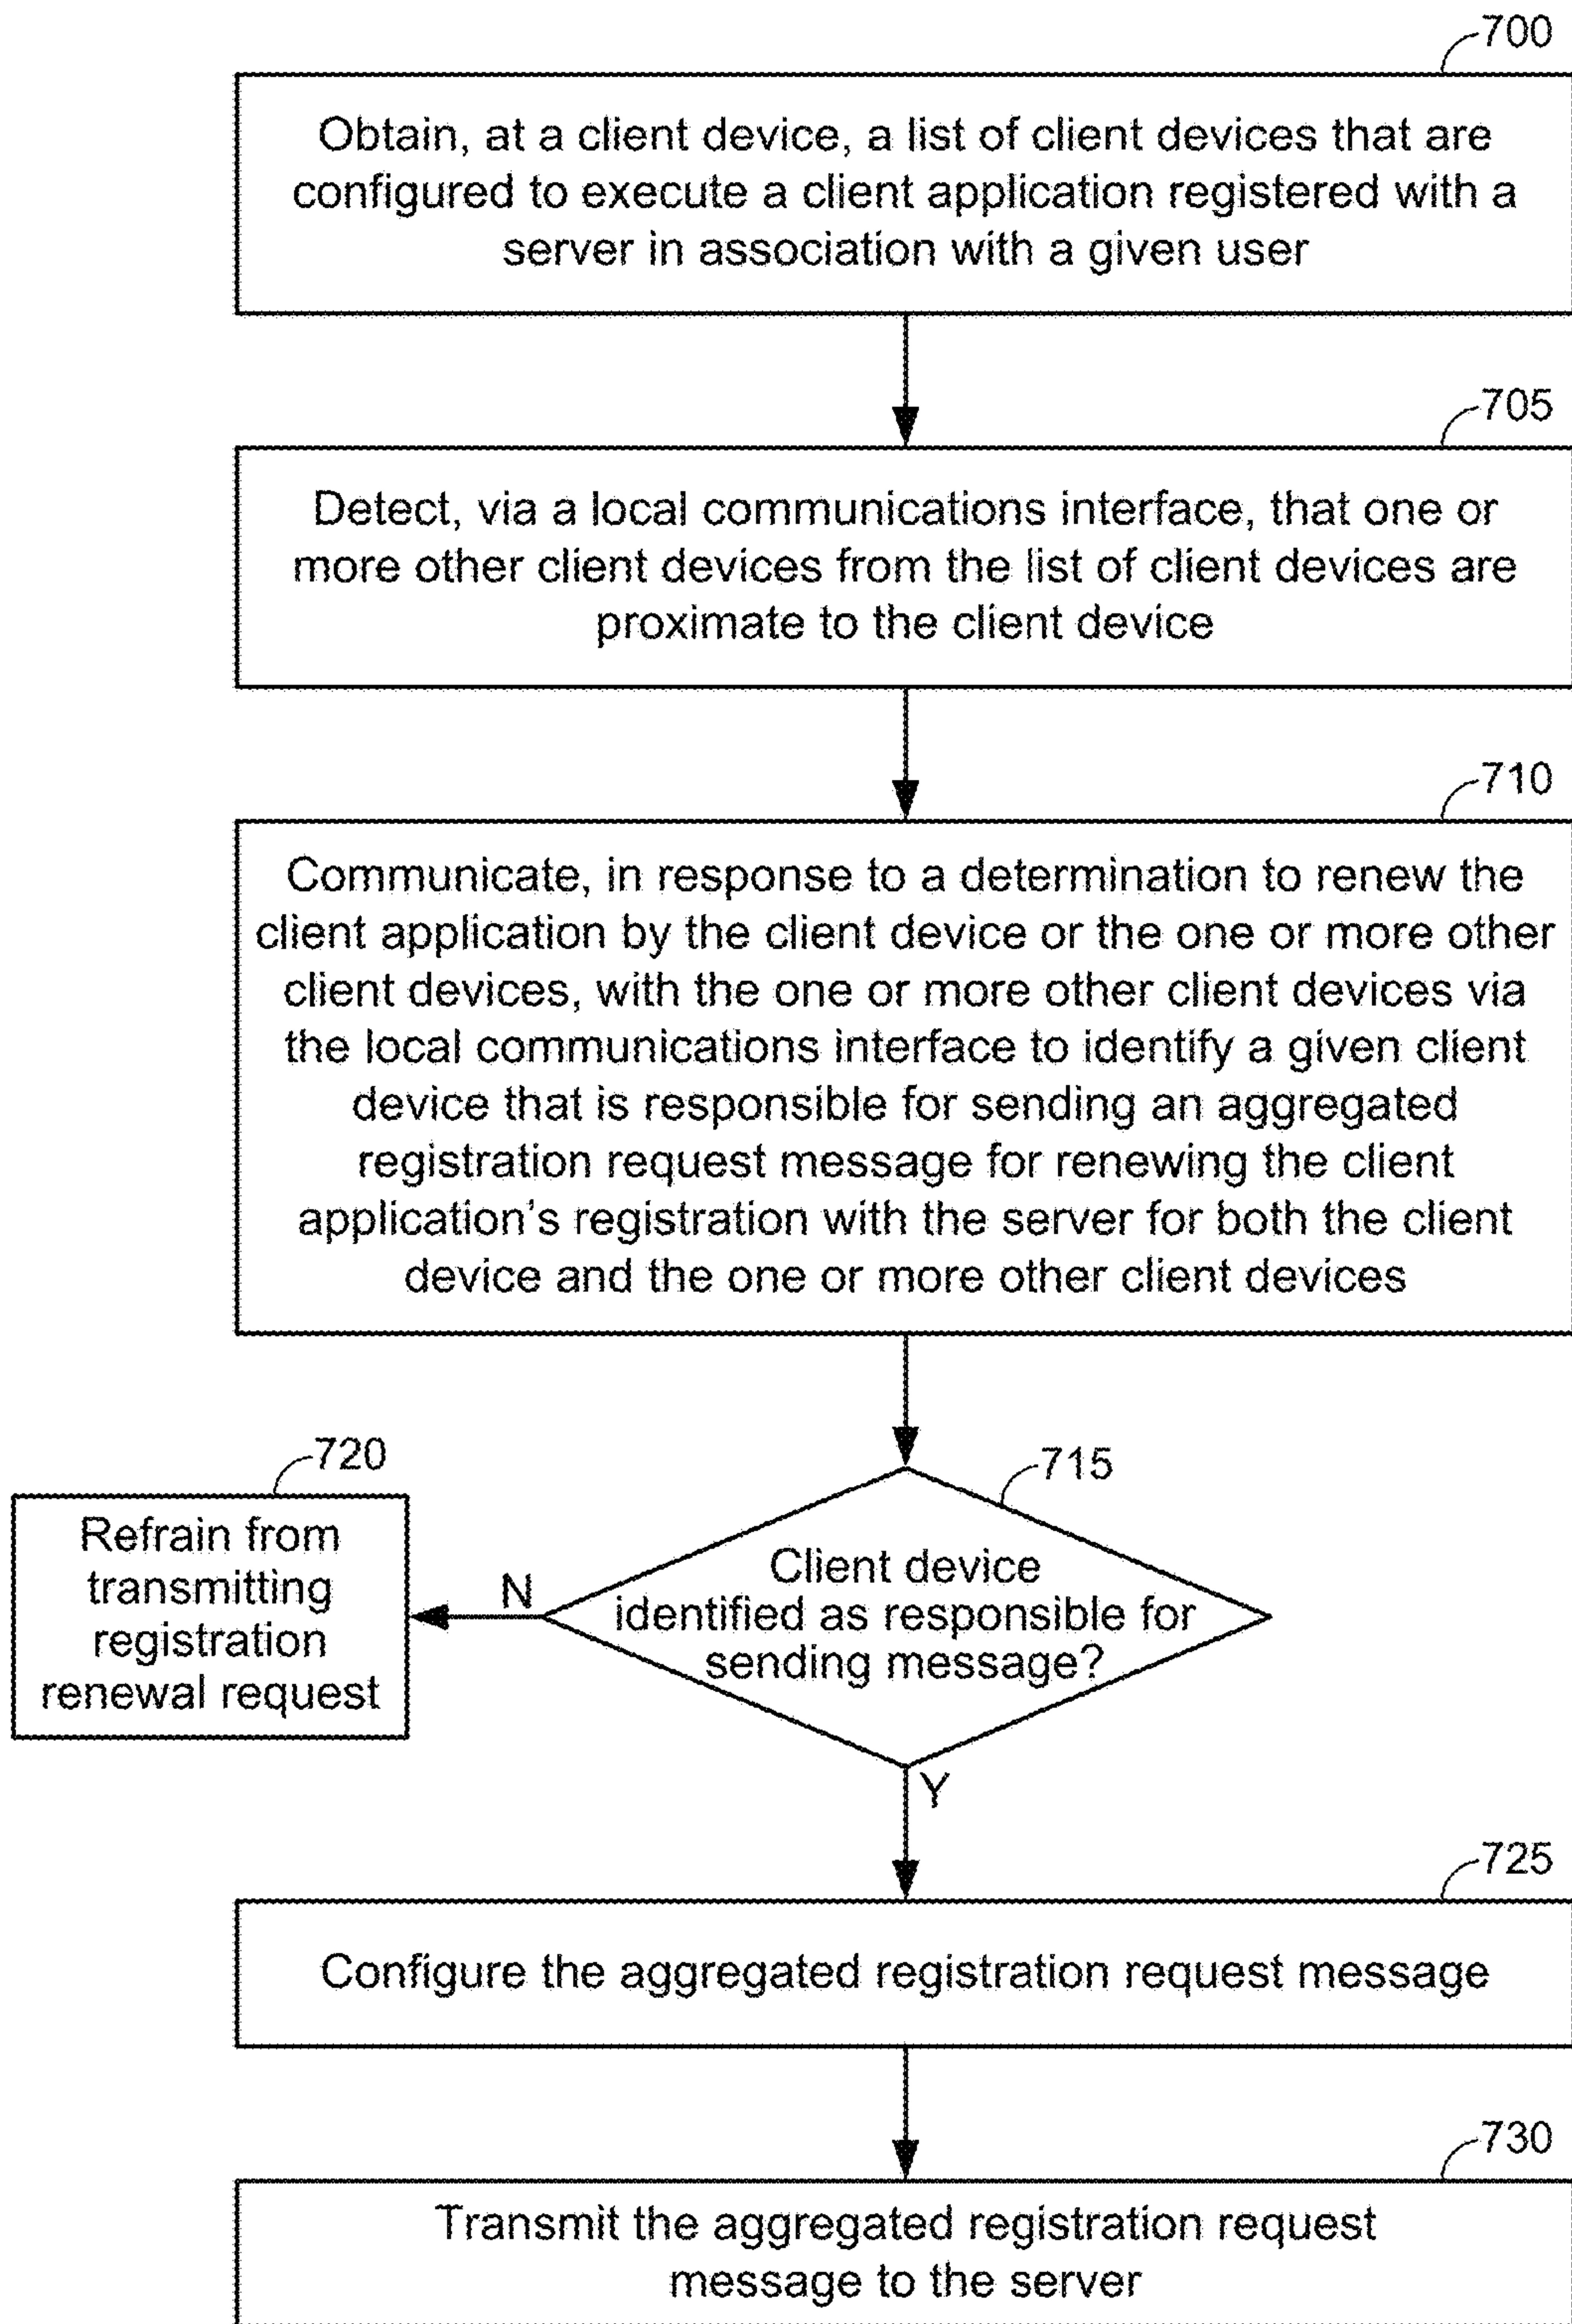 700
Obtain, at a client device, a list of client devices that are
configured to execute a client application registered with a
server in association with a given user
705
Detect, via a local communications interface, that one or
more other client devices from the list of client devices are
proximate to the client device
710
Communicate, in response to a determination to renew the
client application by the client device or the one or more other
client devices, with the one or more other client devices via
the local communications interface to identify a given client
device that is responsible for sending an aggregated
registration request message for renewing the client
application's registration with the server for both the client
device and the one or more other client devices
715
Client device
identified as responsible for
sending message?
N
720
Refrain from
transmitting
registration
renewal request
Y
725
Configure the aggregated registration request message
730
Transmit the aggregated registration request
message to the server